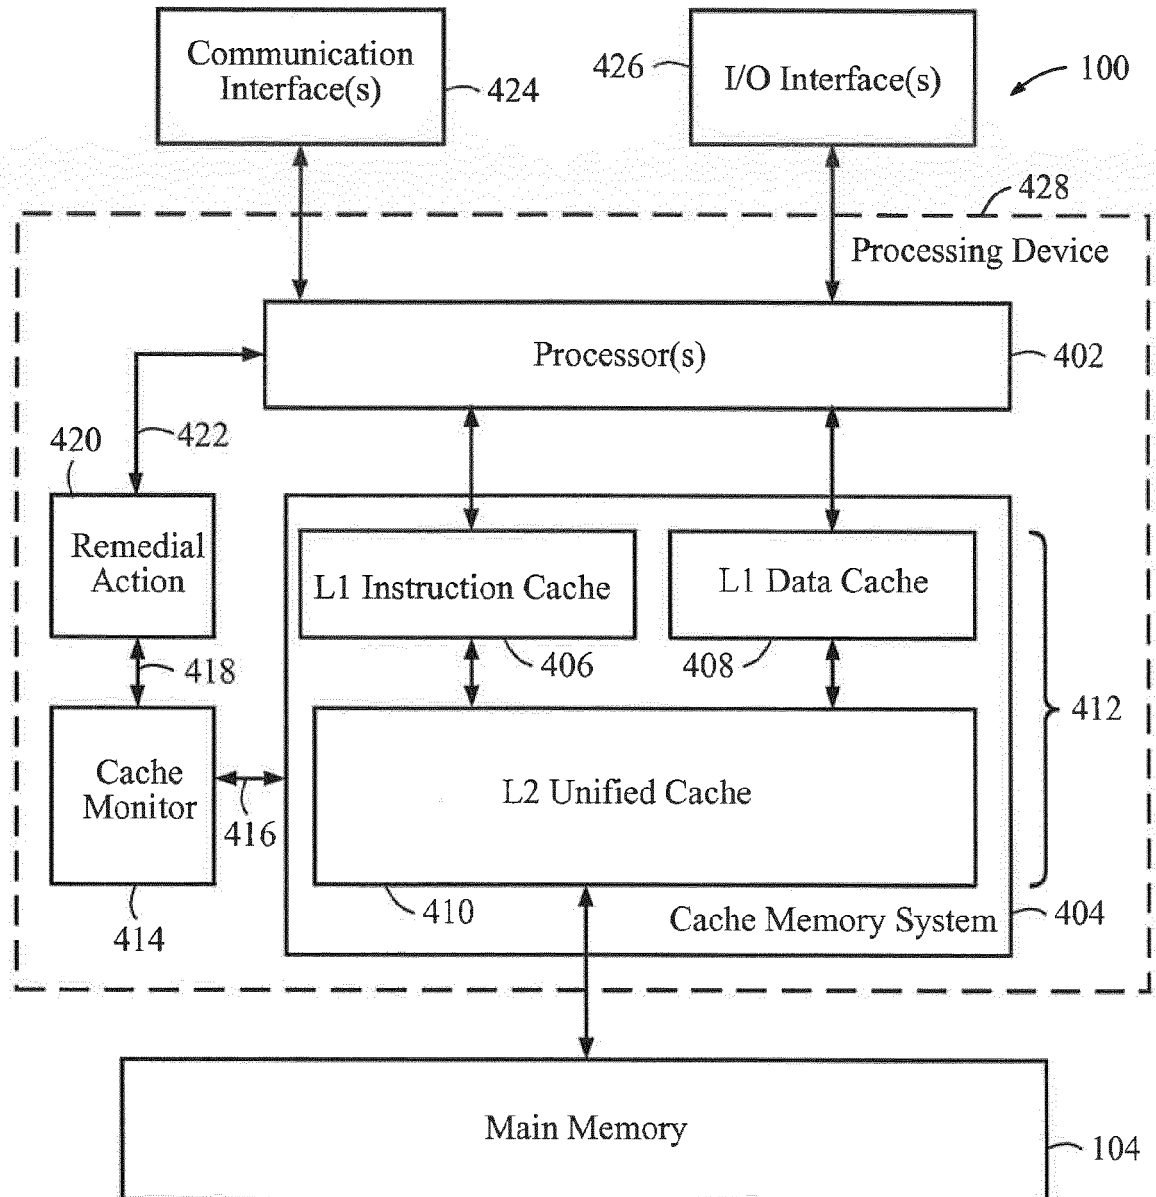 Communication
Interface(s)
424
426
I/O Interface(s)
100
428
Processing Device
Processor(s)
402
422
420
Remedial
Action
L1 Instruction Cache
L1 Data Cache
406
408
418
412
Cache
Monitor
L2 Unified Cache
416
410
Cache Memory System
404
414
Main Memory
104